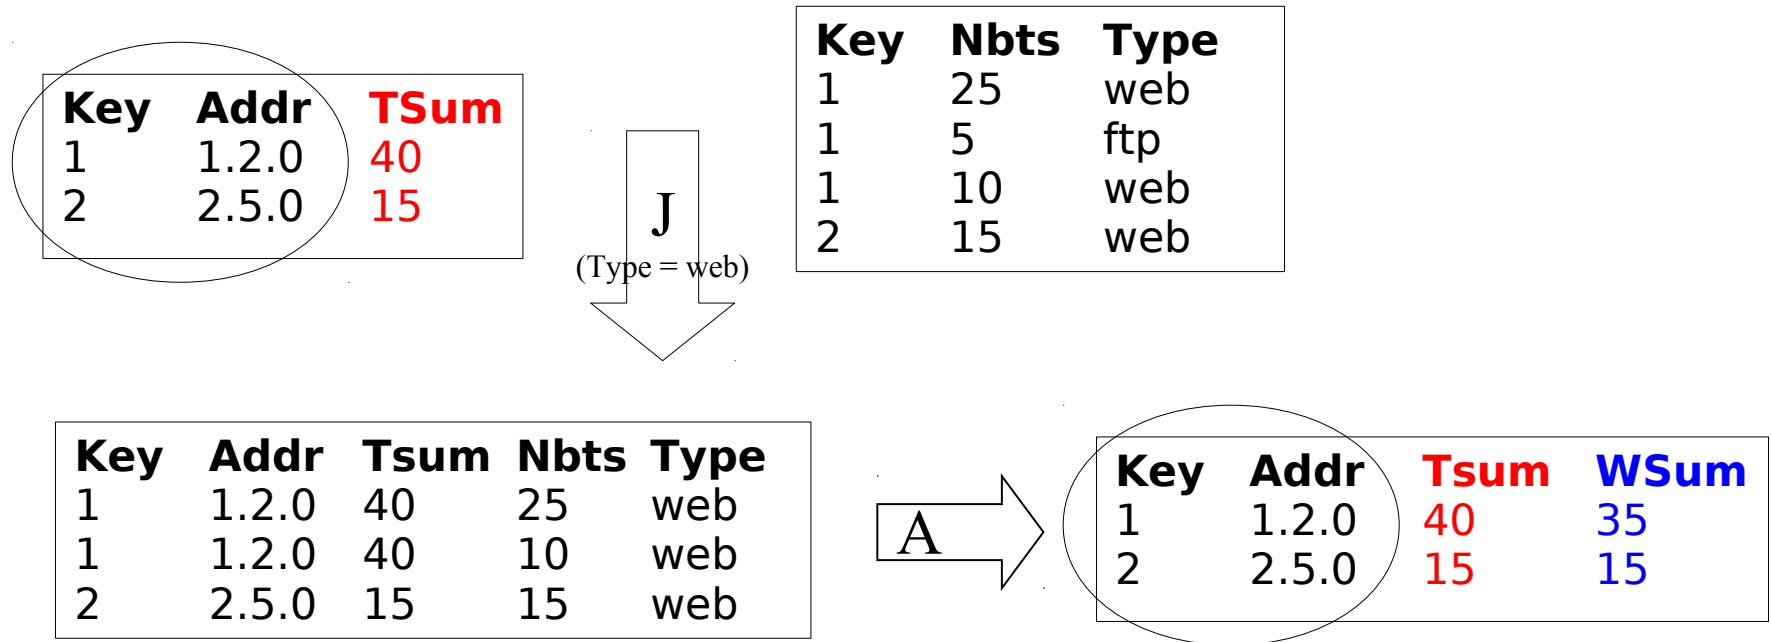 Key Addr TSum
1 1.2.0 40
2 2.5.0 15
J
(Type = web)
Key Nbts Type
1 25 web
1 5 ftp
1 10 web
2 15 web
Key Addr Tsum Nbts Type
1 1.2.0 40 25 web
1 1.2.0 40 10 web
2 2.5.0 15 15 web
A
Key Addr Tsum WSum
1 1.2.0 40 35
2 2.5.0 15 15